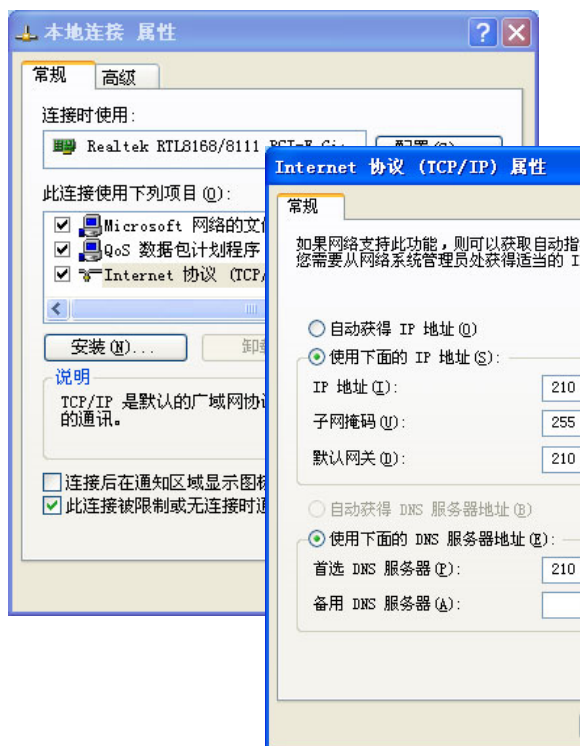 本地连接 属性
常规
高级
连接时使用:
Realtek RTL8168/8111 PCI-E Gi
配置(C)...
此连接使用下列项目(O):
Microsoft 网络的文
QoS 数据包计划程序
Internet 协议 (TCP/
安装(N)...
卸
说明
TCP/IP 是默认的广域网协
的通讯。
连接后在通知区域显示图
此连接被限制或无连接时
Internet 协议 (TCP/IP) 属性
常规
如果网络支持此功能，则可以获取自动指
您需要从网络系统管理员处获得适当的 I
自动获得 IP 地址(O)
使用下面的 IP 地址(S):
IP 地址(I):
210
子网掩码(U):
255
默认网关(D):
210
自动获得 DNS 服务器地址(B)
使用下面的 DNS 服务器地址(E):
首选 DNS 服务器(P):
210
备用 DNS 服务器(A):